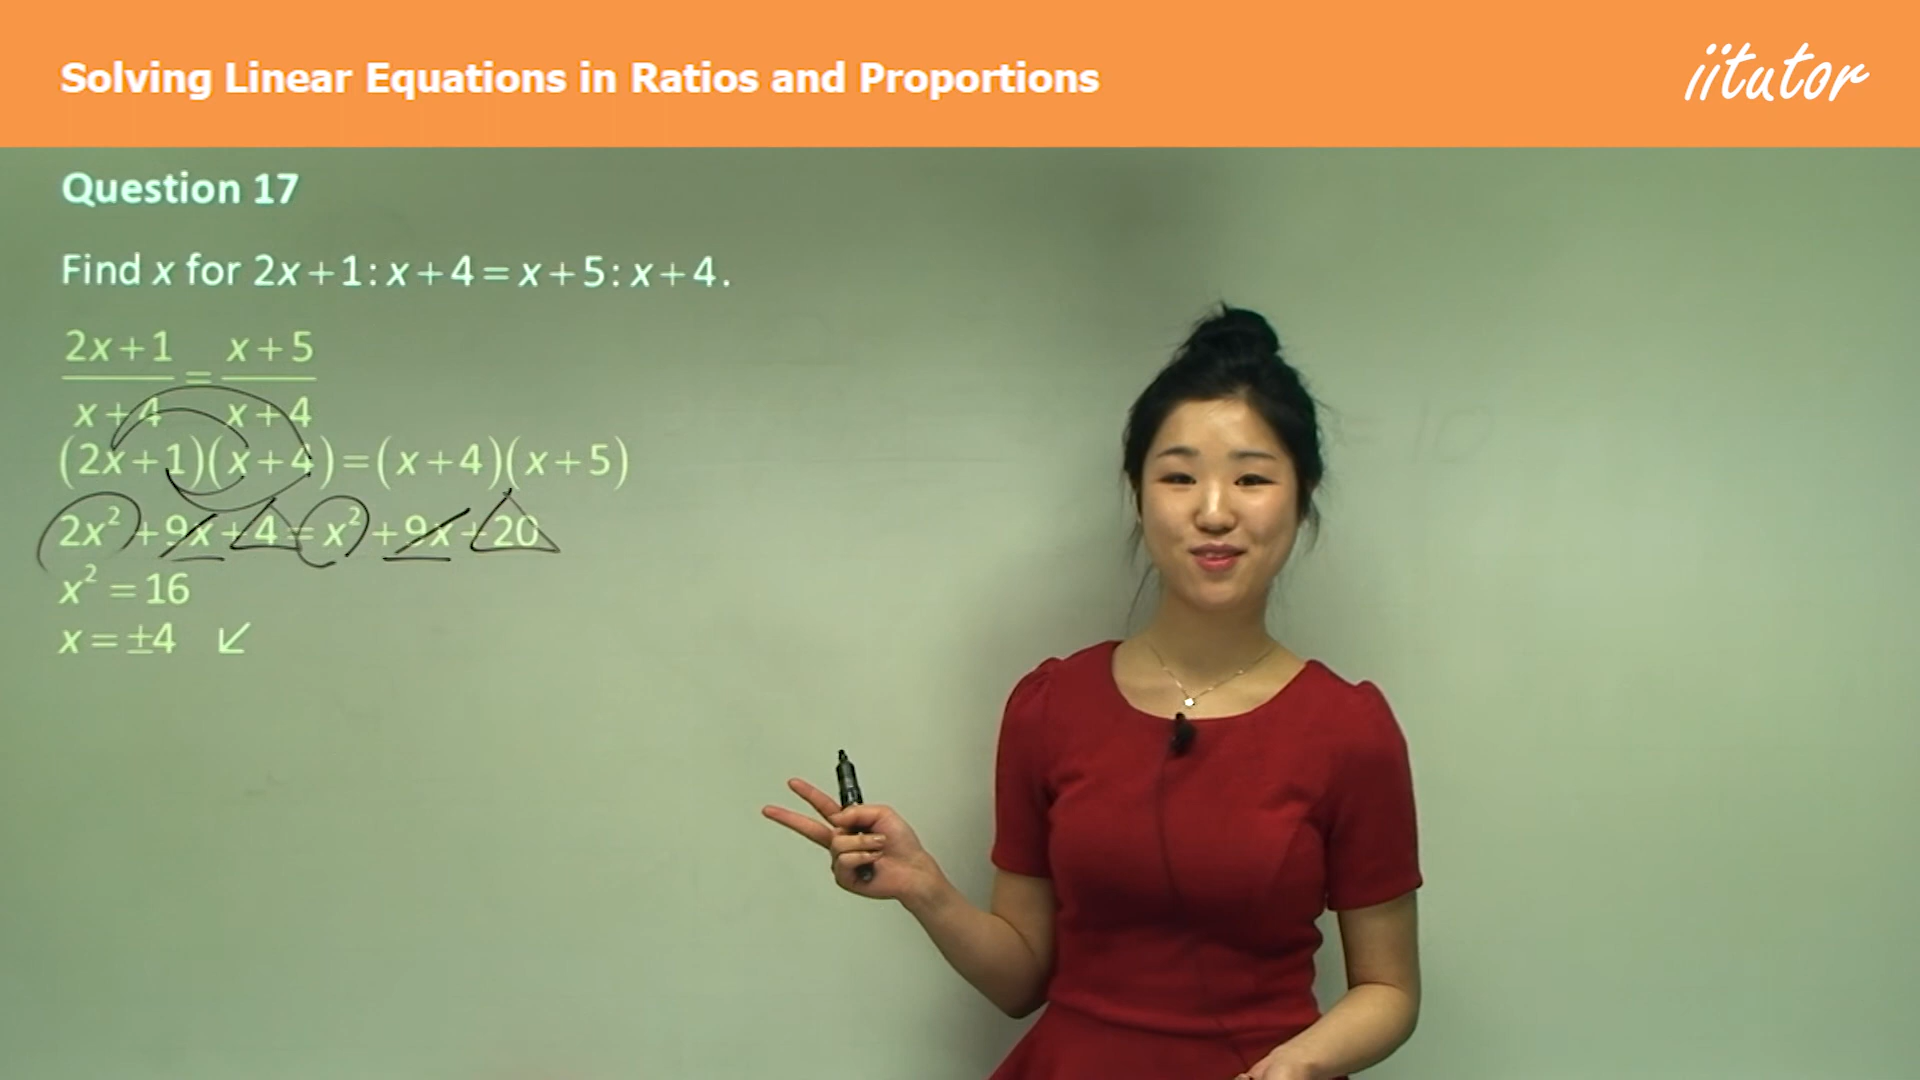 Solving Linear Equations in Ratios and Proportions
iitutor
Question 17
Find x for 2x+1:x+4=x+5:x+4.
2x+1/x+4 = x+5/x+4
(2x+1)(x+4)=(x+4)(x+5)
2x²+9x+4=x²+9x+20
x²=16
x=±4 ↙
= 10